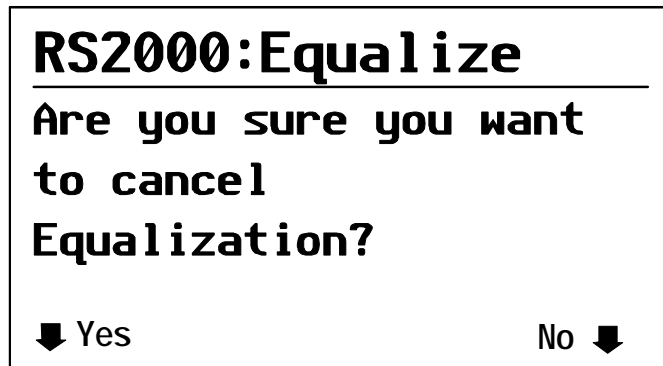 RS2000:Equalize
Are you sure you want
to cancel
Equalization?
Yes No